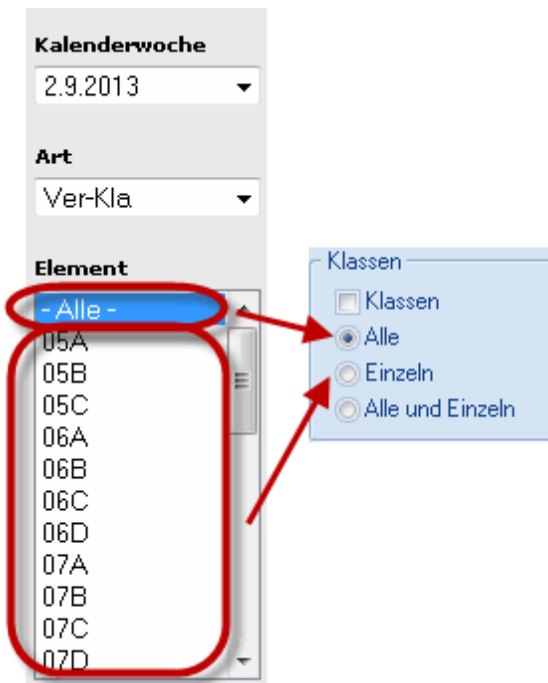 Kalenderwoche
2.9.2013
Art
Ver-Kla
Element
- Alle -
05A
05B
05C
06A
06B
06C
06D
07A
07B
07C
07D
Klassen
Klassen
Alle
Einzeln
Alle und Einzeln